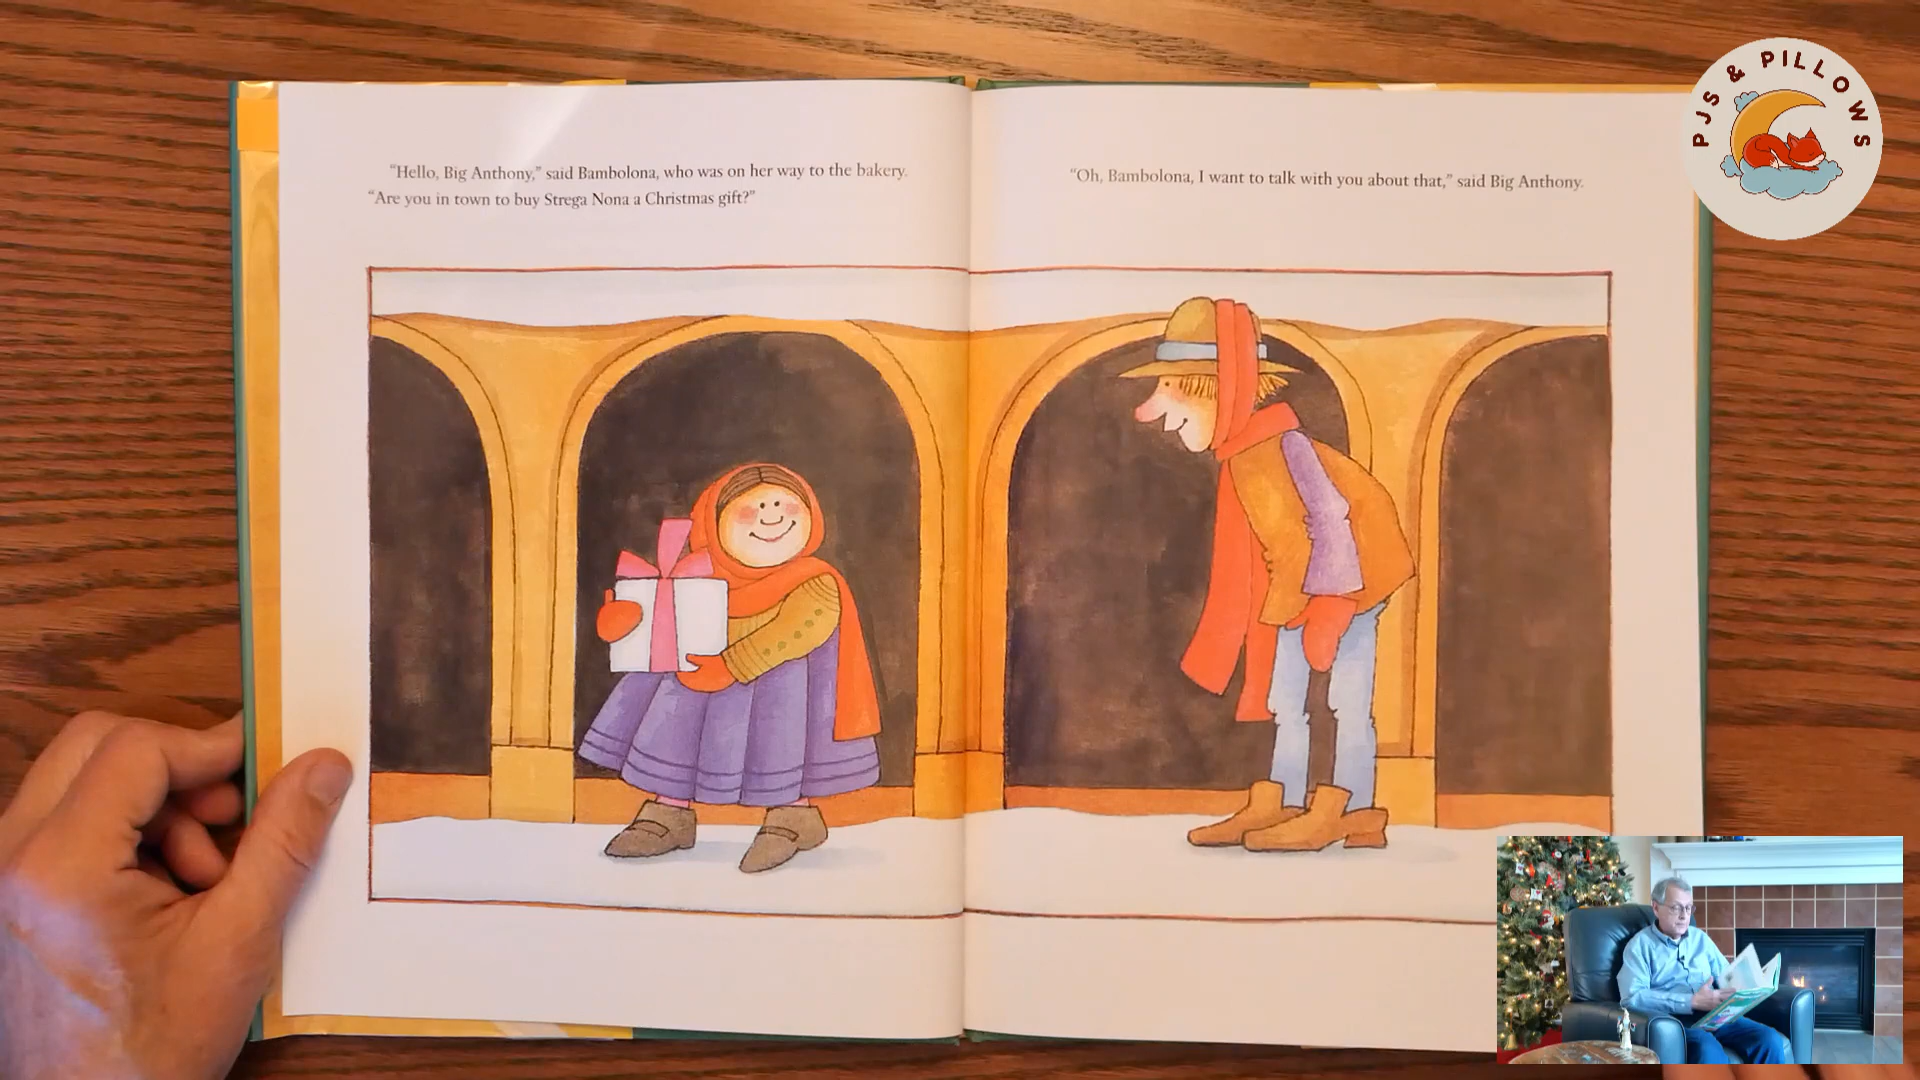 “Hello, Big Anthony,” said Bambolona, who was on her way to the bakery.
“Are you in town to buy Strega Nona a Christmas gift?”
“Oh, Bambolona, I want to talk with you about that,” said Big Anthony.
PJS & PILLOWS